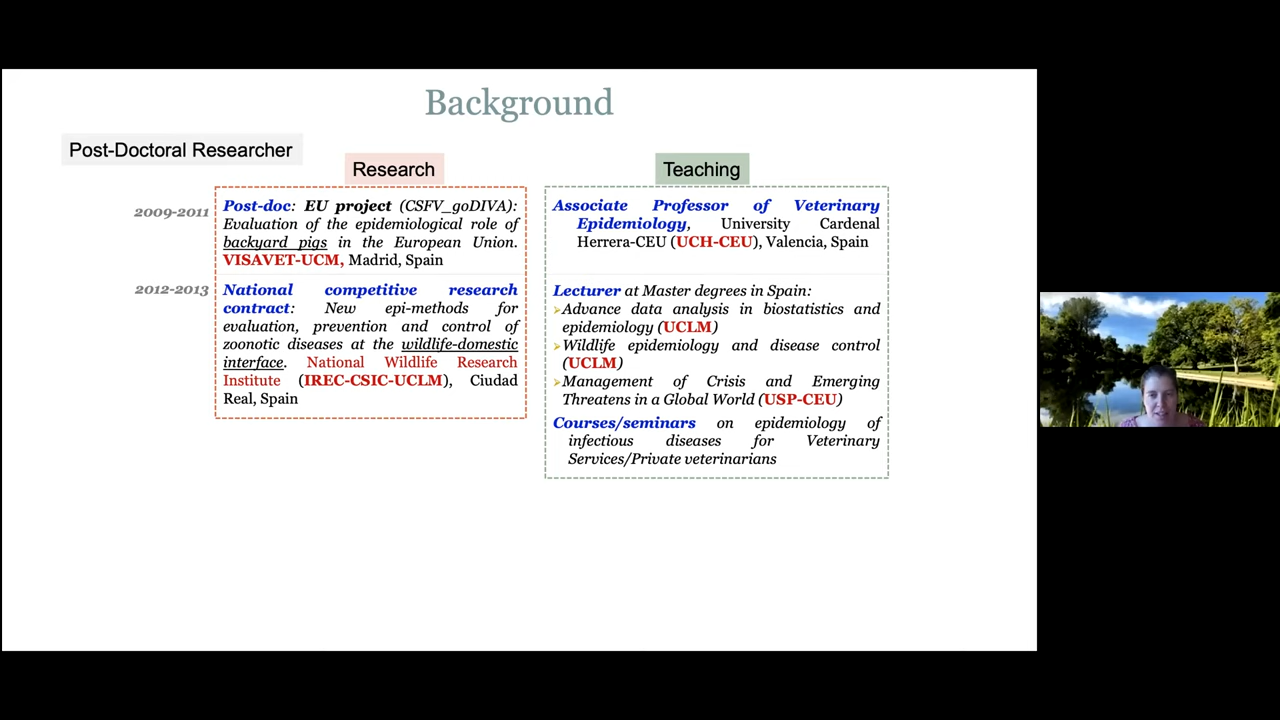 Background
Post-Doctoral Researcher
Research
Teaching
2009-2011
Post-doc: EU project (CSFV_goDIVA):
Evaluation of the epidemiological role of
backyard pigs in the European Union.
VISAVET-UCM, Madrid, Spain
Associate Professor of Veterinary
Epidemiology, University Cardenal
Herrera-CEU (UCH-CEU), Valencia, Spain
2012-2013
National competitive research
contract: New epi-methods for
evaluation, prevention and control of
zoonotic diseases at the wildlife-domestic
interface. National Wildlife Research
Institute (IREC-CSIC-UCLM), Ciudad
Real, Spain
Lecturer at Master degrees in Spain:
➢Advance data analysis in biostatistics and
epidemiology (UCLM)
➢Wildlife epidemiology and disease control
(UCLM)
➢Management of Crisis and Emerging
Threatens in a Global World (USP-CEU)
Courses/seminars on epidemiology of
infectious diseases for Veterinary
Services/Private veterinarians